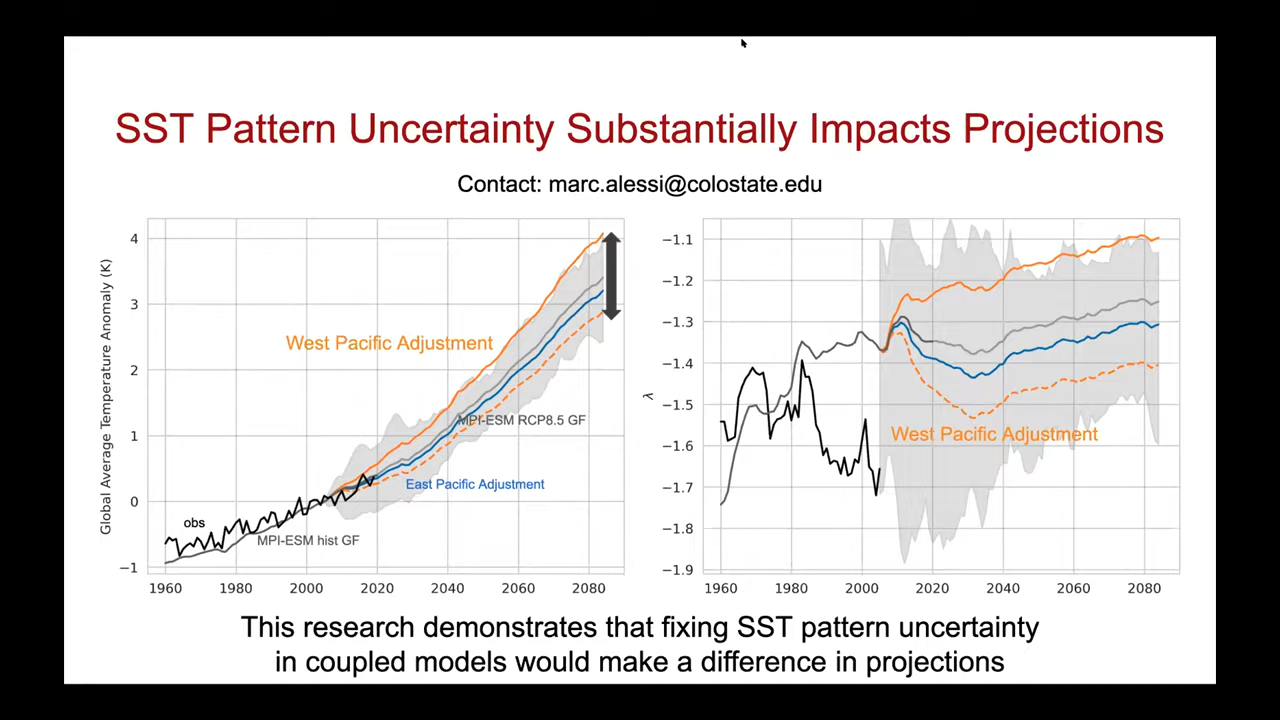 SST Pattern Uncertainty Substantially Impacts Projections
Contact: marc.alessi@colostate.edu
Global Average Temperature Anomaly (K)
4
3
2
1
0
−1
1960 1980 2000 2020 2040 2060 2080
West Pacific Adjustment
MPI-ESM RCP8.5 GF
East Pacific Adjustment
obs
MPI-ESM hist GF
λ
−1.1
−1.2
−1.3
−1.4
−1.5
−1.6
−1.7
−1.8
−1.9
1960 1980 2000 2020 2040 2060 2080
West Pacific Adjustment
This research demonstrates that fixing SST pattern uncertainty
in coupled models would make a difference in projections